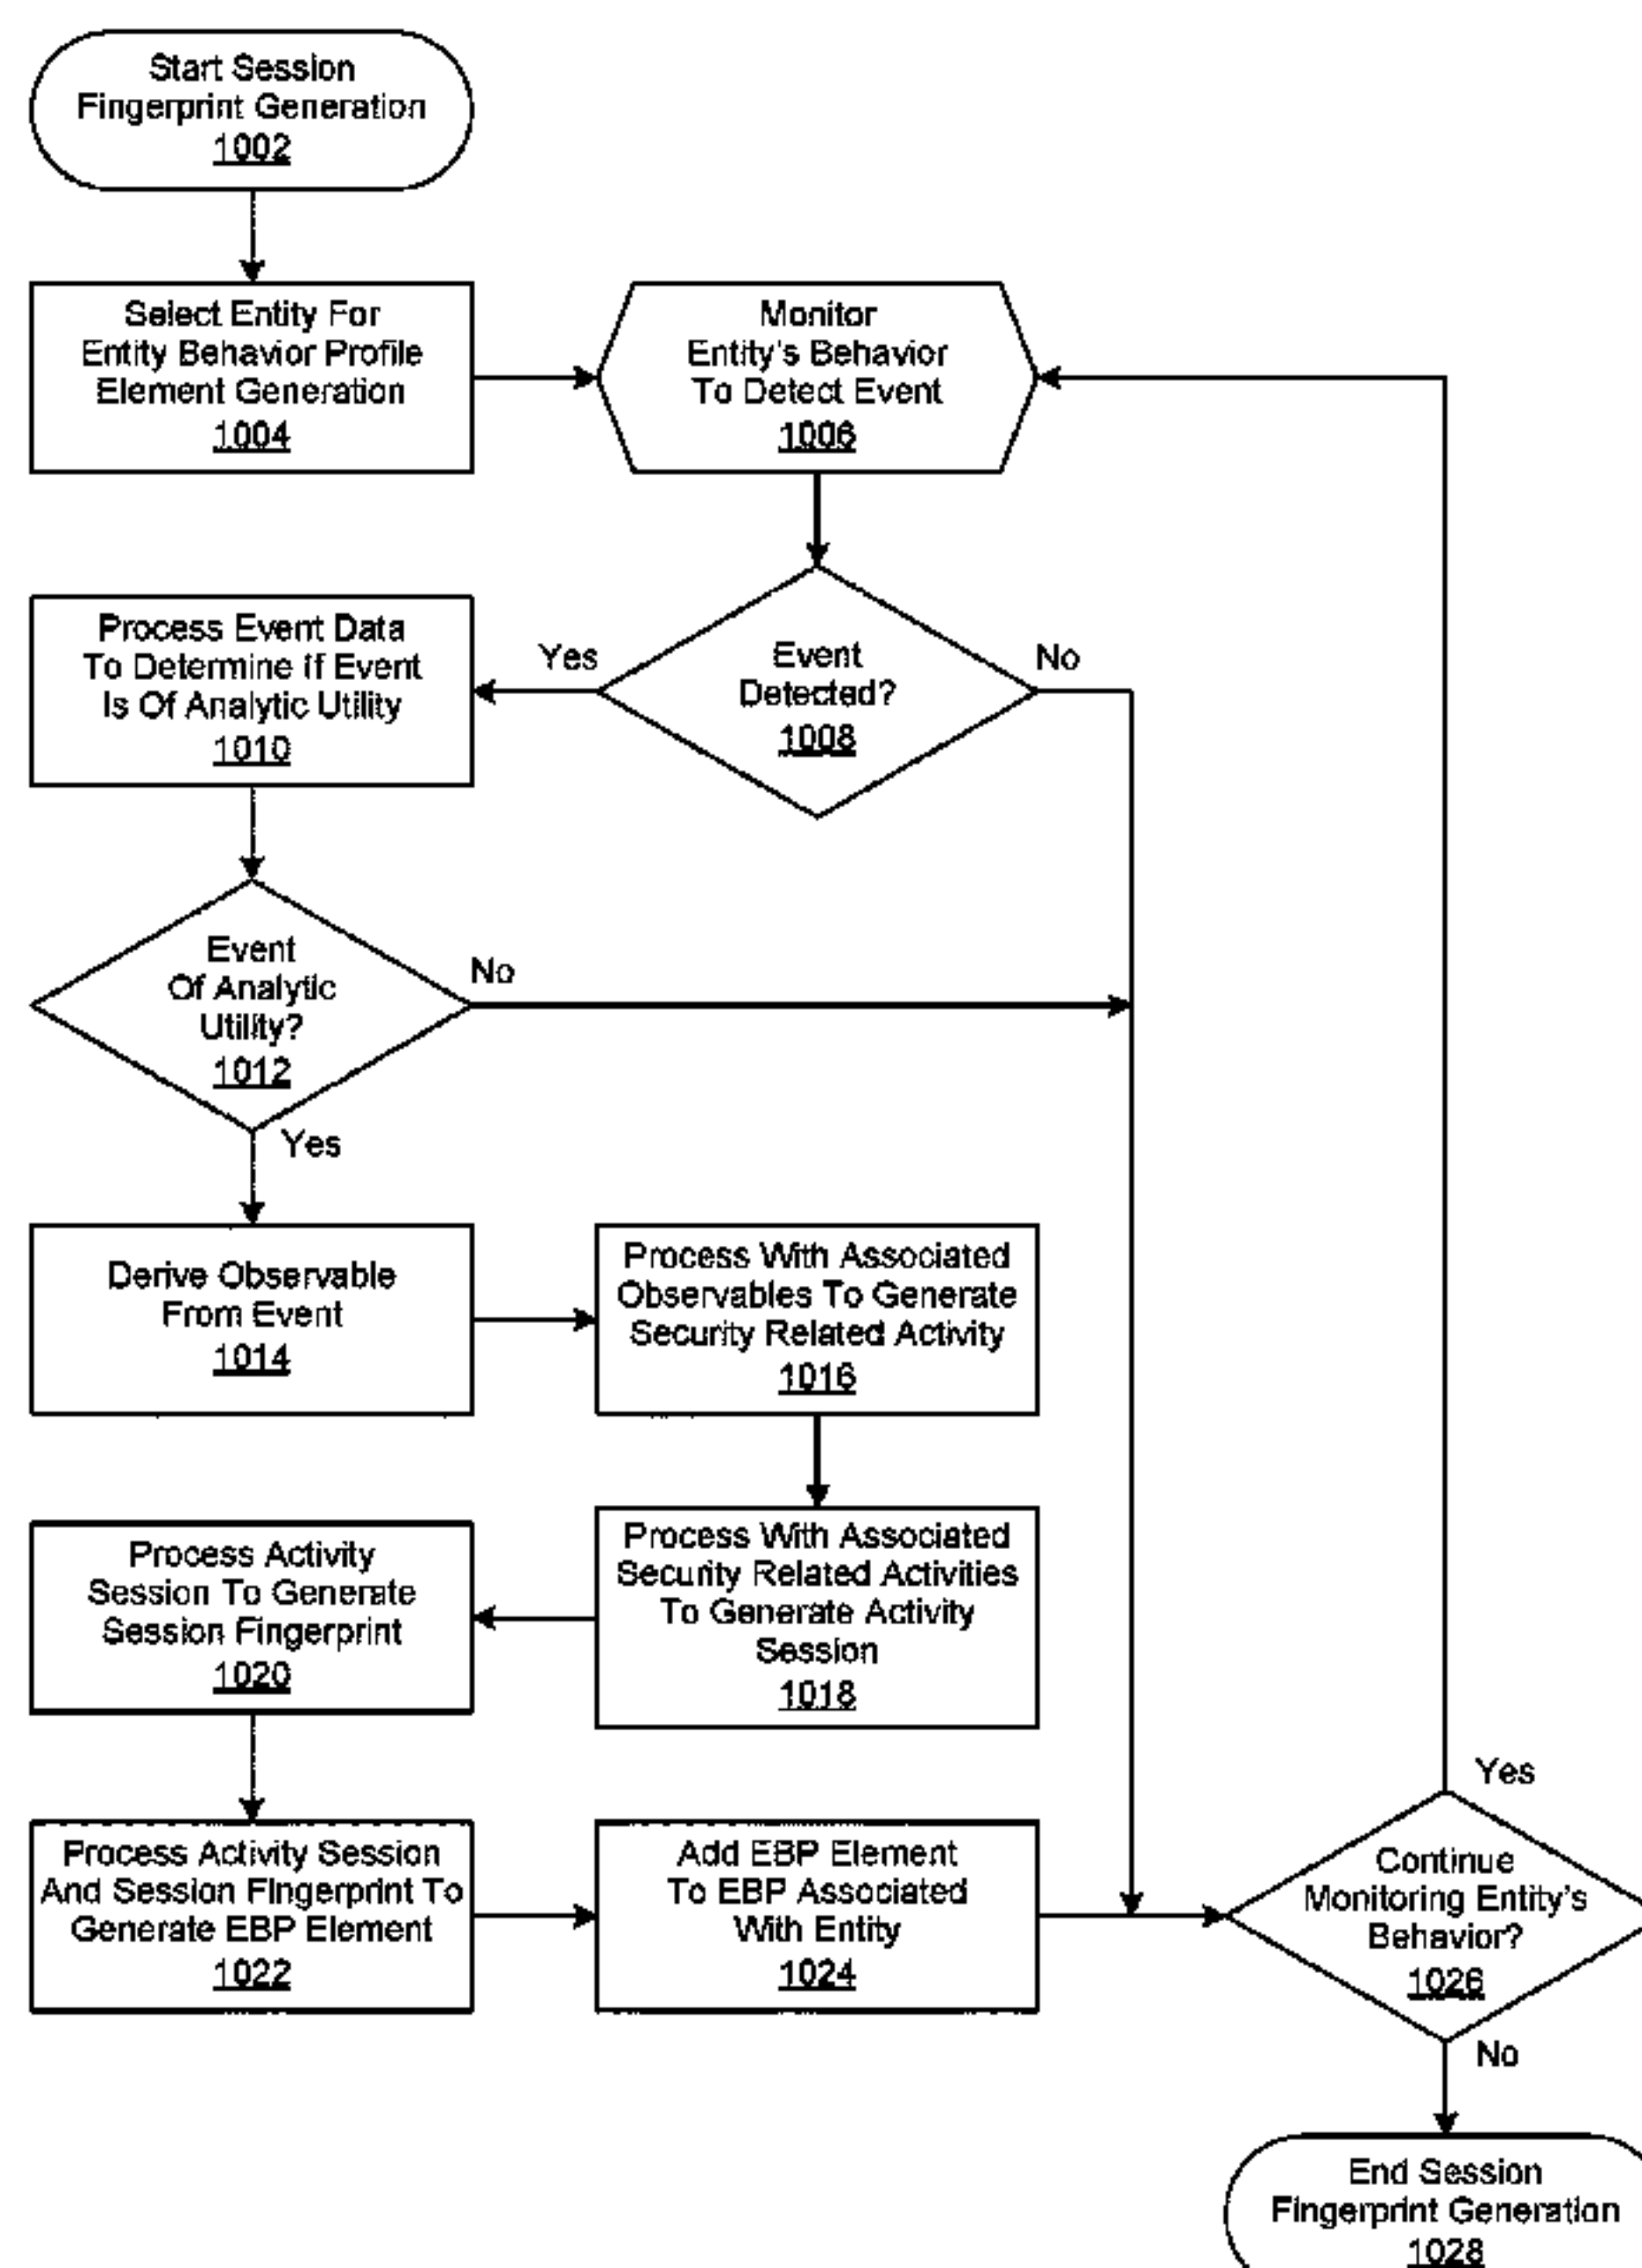 Start Session
Fingerprint Generation
1002
Select Entity For
Entity Behavior Profile
Element Generation
1004
Monitor
Entity's Behavior
To Detect Event
1006
Process Event Data
To Determine If Event
Is Of Analytic Utility
1010
Yes
Event
Detected?
1008
No
Event
Of Analytic
Utility?
1012
No
Yes
Derive Observable
From Event
1014
Process With Associated
Observables To Generate
Security Related Activity
1016
Process Activity
Session To Generate
Session Fingerprint
1020
Process With Associated
Security Related Activities
To Generate Activity
Session
1018
Process Activity Session
And Session Fingerprint To
Generate EBP Element
1022
Add EBP Element
To EBP Associated
With Entity
1024
Yes
Continue
Monitoring Entity's
Behavior?
1026
No
End Session
Fingerprint Generation
1028